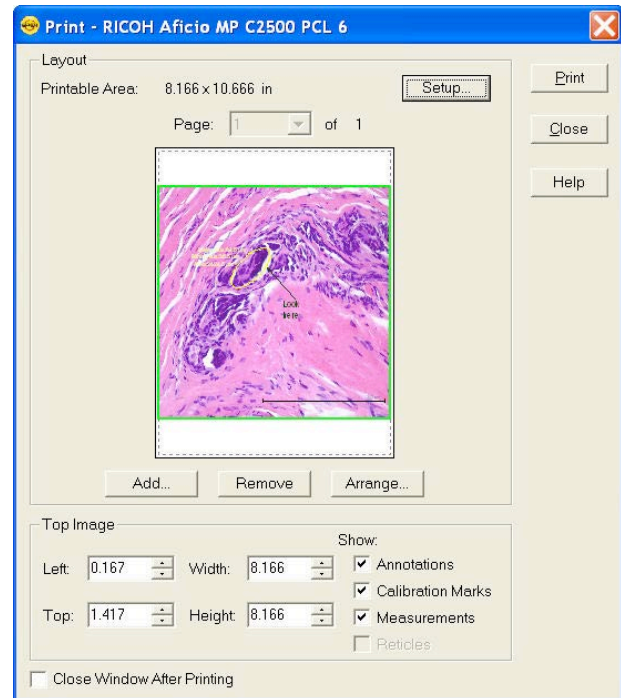 Print - RICOH Aficio MP C2500 PCL 6
Layout
Printable Area: 8.166 x 10.666 in
Setup...
Print
Page: 1 of 1
Close
Help
Look
here
Add... Remove Arrange...
Top Image
Show:
Left: 0.167 Width: 8.166 Annotations
Calibration Marks
Top: 1.417 Height: 8.166 Measurements
Reticles
Close Window After Printing